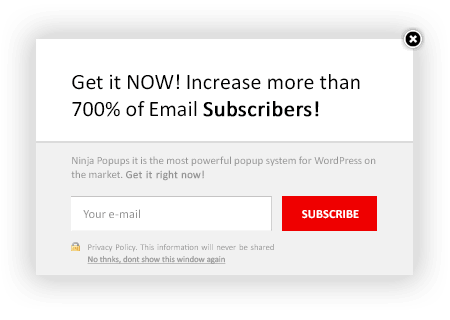 Get it NOW! Increase more than
700% of Email Subscribers!
Ninja Popups it is the most powerful popup system for WordPress on
the market. Get it right now!
Your e-mail
SUBSCRIBE
Privacy Policy. This information will never be shared
No thnks, dont show this window again